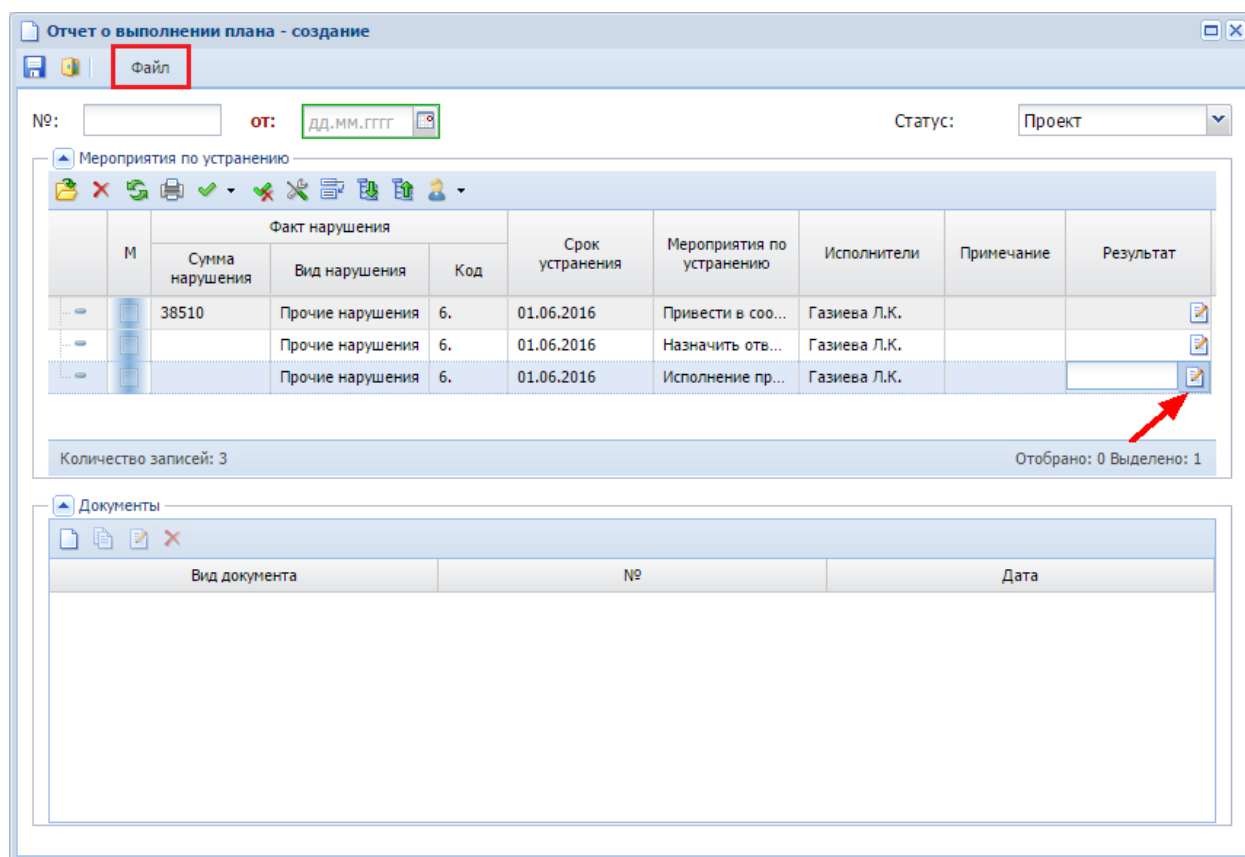 Отчет о выполнении плана - создание
Файл
№: от: дд.мм.гггг Статус: Проект
Мероприятия по устранению
М Факт нарушения Срок устранения Мероприятия по устранению Исполнители Примечание Результат
Сумма нарушения Вид нарушения Код
38510 Прочие нарушения 6. 01.06.2016 Привести в соо... Газиева Л.К.
Прочие нарушения 6. 01.06.2016 Назначить отв... Газиева Л.К.
Прочие нарушения 6. 01.06.2016 Исполнение пр... Газиева Л.К.
Количество записей: 3 Отобрано: 0 Выделено: 1
Документы
Вид документа № Дата